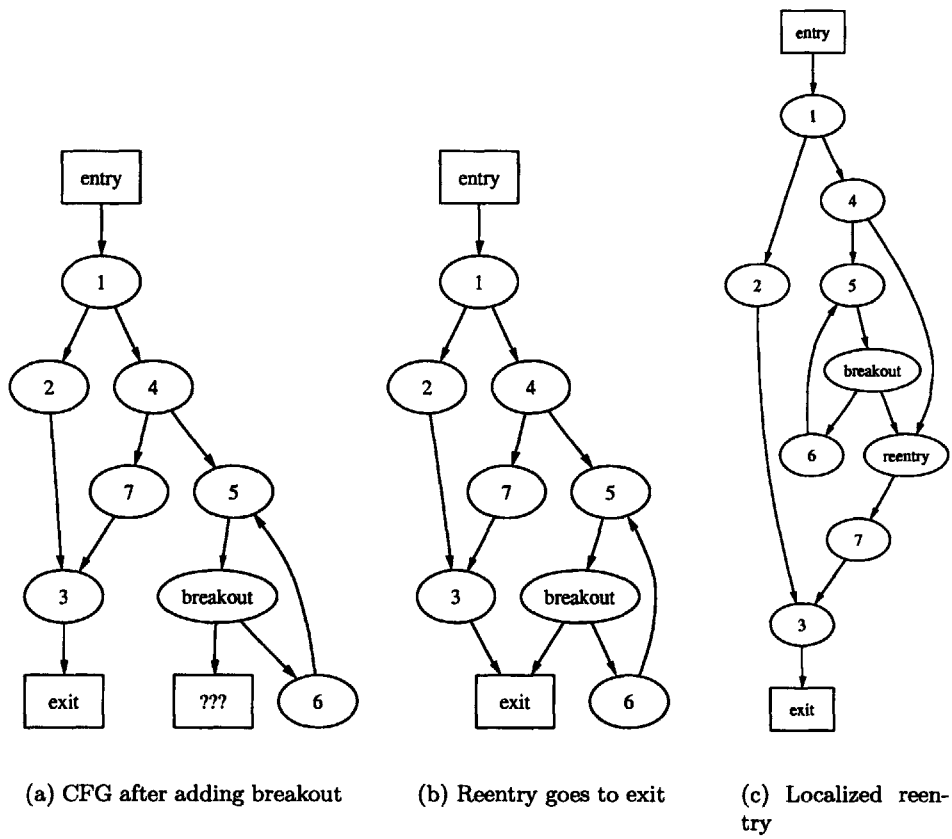 entry
1
2
4
7
5
3
breakout
exit
???
6
(a) CFG after adding breakout
entry
1
2
4
7
5
3
breakout
exit
6
(b) Reentry goes to exit
entry
1
4
2
5
breakout
6
reentry
7
3
exit
(c) Localized reen-
try